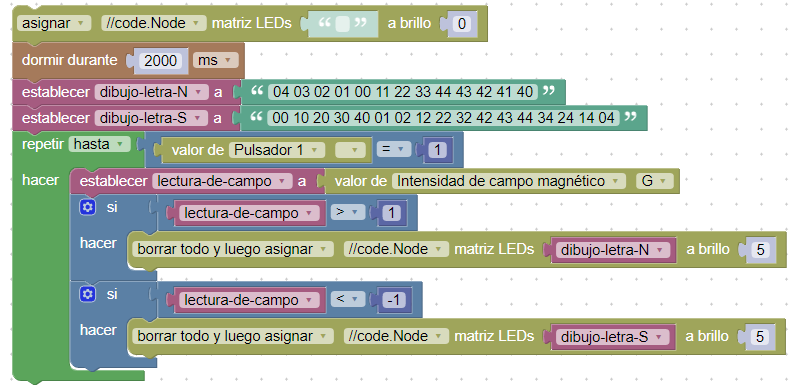 asignar //code.Node matriz LEDs “ ” a brillo 0
dormir durante 2000 ms
establecer dibujo-letra-N a “ 04 03 02 01 00 11 22 33 44 43 42 41 40 ”
establecer dibujo-letra-S a “ 00 10 20 30 40 01 02 12 22 32 42 43 44 34 24 14 04 ”
repetir hasta valor de Pulsador 1 = 1
hacer establecer lectura-de-campo a valor de Intensidad de campo magnético G
si lectura-de-campo > 1
hacer borrar todo y luego asignar //code.Node matriz LEDs dibujo-letra-N a brillo 5
si lectura-de-campo < -1
hacer borrar todo y luego asignar //code.Node matriz LEDs dibujo-letra-S a brillo 5